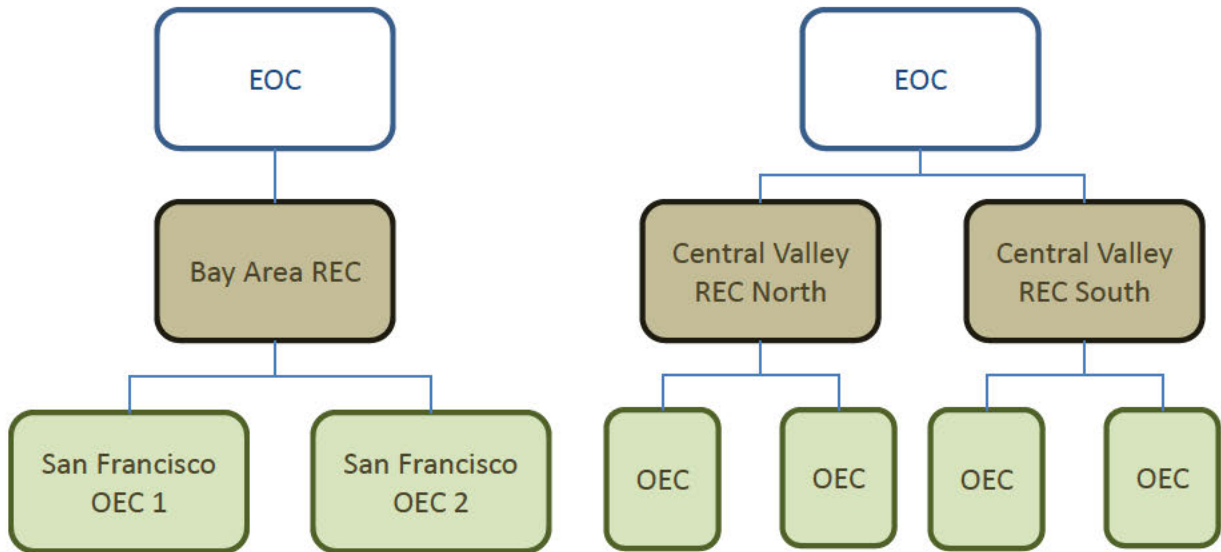 EOC
EOC
Bay Area REC
Central Valley
REC North
Central Valley
REC South
San Francisco
OEC 1
San Francisco
OEC 2
OEC
OEC
OEC
OEC